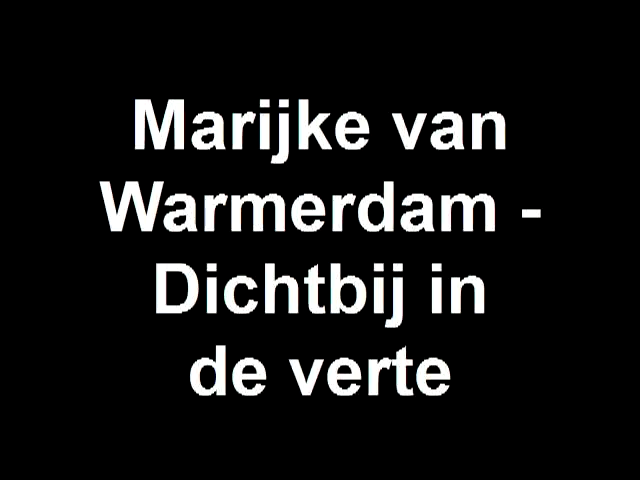 Marijke van
Warmerdam -
Dichtbij in
de verte